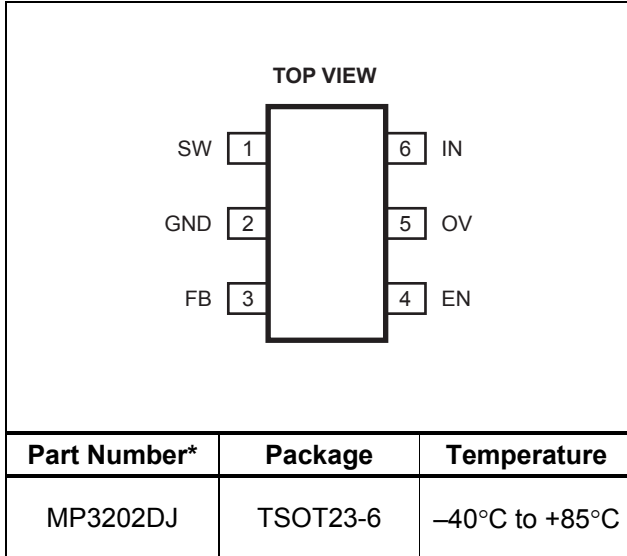 TOP VIEW
SW 1 6 IN
GND 2 5 OV
FB 3 4 EN
Part Number* Package Temperature
MP3202DJ TSOT23-6 –40°C to +85°C